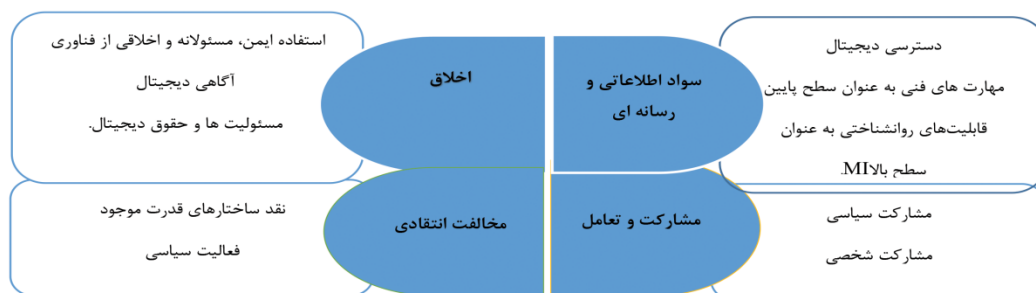 دسترسی دیجیتال
مهارت های فنی به عنوان سطح پایین
قابلیت‌های روانشناختی به عنوان
سطح بالاMI.
سواد اطلاعاتی و
رسانه ای
اخلاق
استفاده ایمن، مسئولانه و اخلاقی از فناوری
آگاهی دیجیتال
مسئولیت ها و حقوق دیجیتال.
مشارکت سیاسی
مشارکت شخصی
مشارکت و تعامل
مخالفت انتقادی
نقد ساختارهای قدرت موجود
فعالیت سیاسی